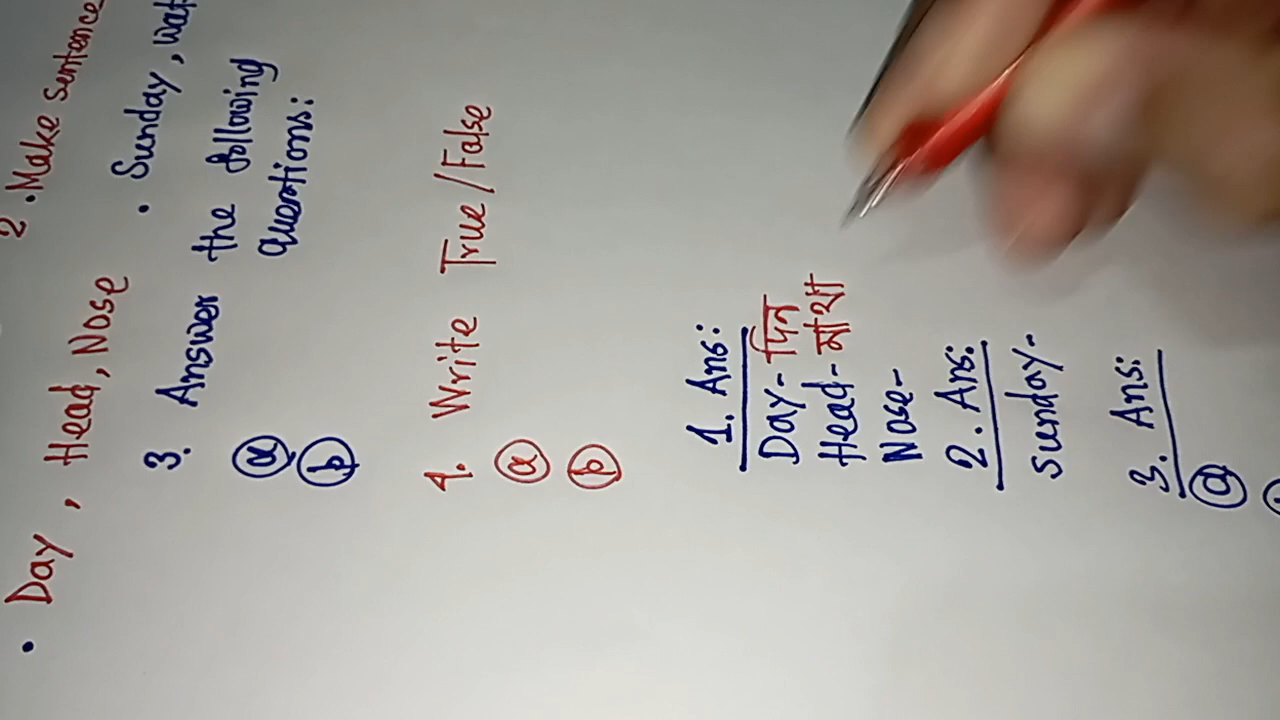 2. Make sentence
• Day, Head, Nose
• Sunday,
3. Answer the following
questions:
a
b
4. Write True/False
a
b
1. Ans:
Day- দিন
Head- মাথা
Nose-
2. Ans:
Sunday-
3. Ans:
a